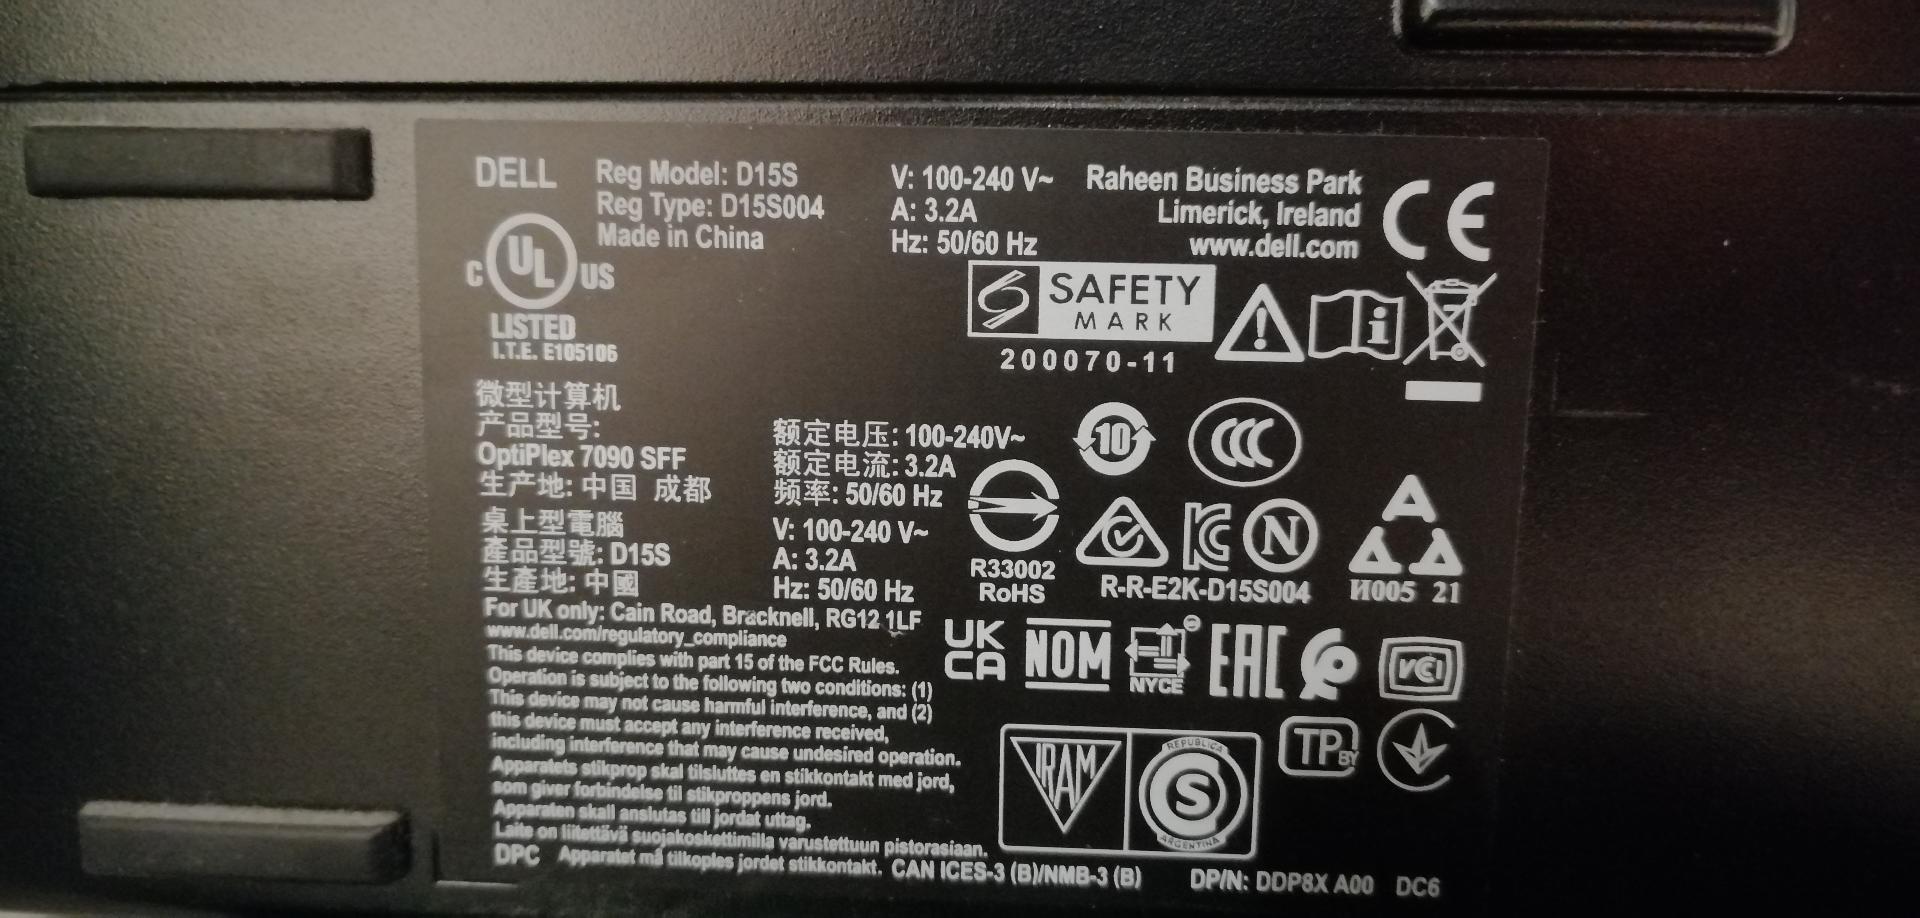 DELL
Reg Model: D15S
Reg Type: D15S004
Made in China
V: 100-240 V~
A: 3.2A
Hz: 50/60 Hz
Raheen Business Park
Limerick, Ireland
www.dell.com
CE
C UL US
LISTED
I.T.E. E105106
SAFETY
MARK
200070-11
微型计算机
产品型号:
OptiPlex 7090 SFF
生产地: 中国 成都
额定电压: 100-240V~
额定电流: 3.2A
频率: 50/60 Hz
10
CCC
桌上型電腦
產品型號: D15S
生產地: 中國
V: 100-240 V~
A: 3.2A
Hz: 50/60 Hz
R33002
RoHS
KC
N
R-R-E2K-D15S004
И005 21
For UK only: Cain Road, Bracknell, RG12 1LF
www.dell.com/regulatory_compliance
This device complies with part 15 of the FCC Rules.
Operation is subject to the following two conditions: (1)
This device may not cause harmful interference, and (2)
this device must accept any interference received,
including interference that may cause undesired operation.
Apparatets stikprop skal tilsluttes en stikkontakt med jord,
som giver forbindelse til stikproppens jord.
Apparaten skall anslutas till jordat uttag.
Laite on liitettävä suojakoskettimilla varustettuun pistorasiaan.
DPC Apparatet må tilkoples jordet stikkontakt. CAN ICES-3 (B)/NMB-3 (B)
UK
CA
NOM
NYCE
EAC
VCCI
IRAM
REPUBLICA
S
ARGENTINA
TP BY
DP/N: DDP8X A00 DC6